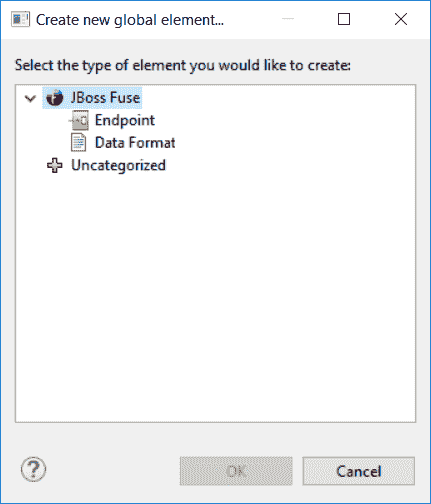 Create new global element...
Select the type of element you would like to create:
JBoss Fuse
Endpoint
Data Format
Uncategorized
?
OK
Cancel